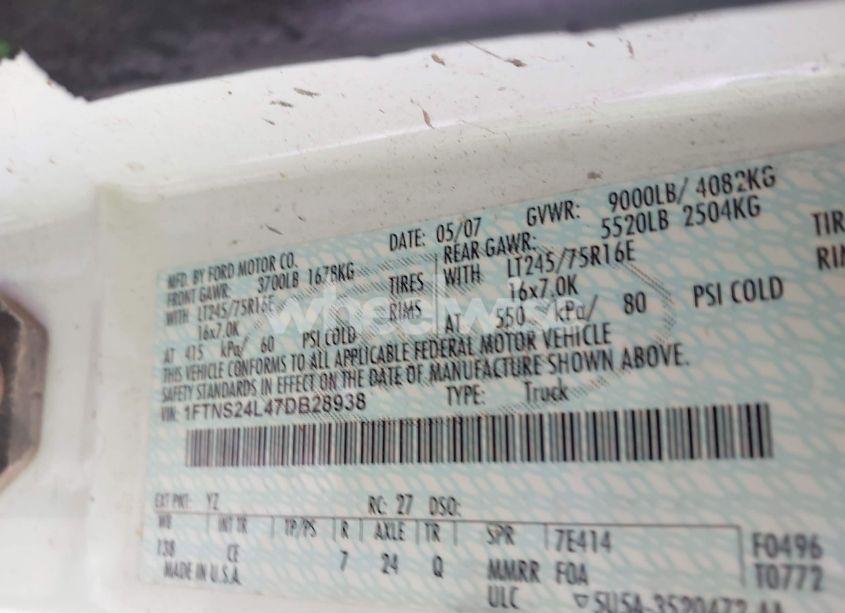 MFD. BY FORD MOTOR CO.
DATE: 05/07 GVWR: 9000LB/ 4082KG
FRONT GAWR: 3700LB 1678KG REAR GAWR: 5520LB 2504KG
WITH LT245/75R16E TIRES WITH LT245/75R16E TIR
16x7.0K RIMS 16x7.0K RIM
AT 415 kPa/ 60 PSI COLD AT 550 kPa/ 80 PSI COLD
THIS VEHICLE CONFORMS TO ALL APPLICABLE FEDERAL MOTOR VEHICLE
SAFETY STANDARDS IN EFFECT ON THE DATE OF MANUFACTURE SHOWN ABOVE.
VIN: 1FTNS24L47DB28938 TYPE: Truck
EXT PNT: YZ RC: 27 DSO:
WB INT TR TP/PS R AXLE TR SPR 7E414 F0496
138 CE 7 24 Q MMRR FOA T0772
MADE IN U.S.A. ULC